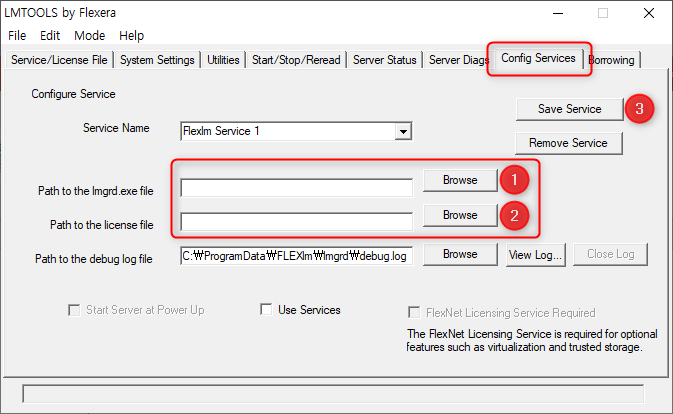 LMTOOLS by Flexera
File Edit Mode Help
Service/License File System Settings Utilities Start/Stop/Reread Server Status Server Diags Config Services Borrowing
Configure Service
Save Service 3
Service Name Flexlm Service 1
Remove Service
Path to the lmgrd.exe file Browse 1
Path to the license file Browse 2
Path to the debug log file C:₩ProgramData₩FLEXlm₩lmgrd₩debug.log Browse View Log... Close Log
Start Server at Power Up Use Services FlexNet Licensing Service Required
The FlexNet Licensing Service is required for optional
features such as virtualization and trusted storage.